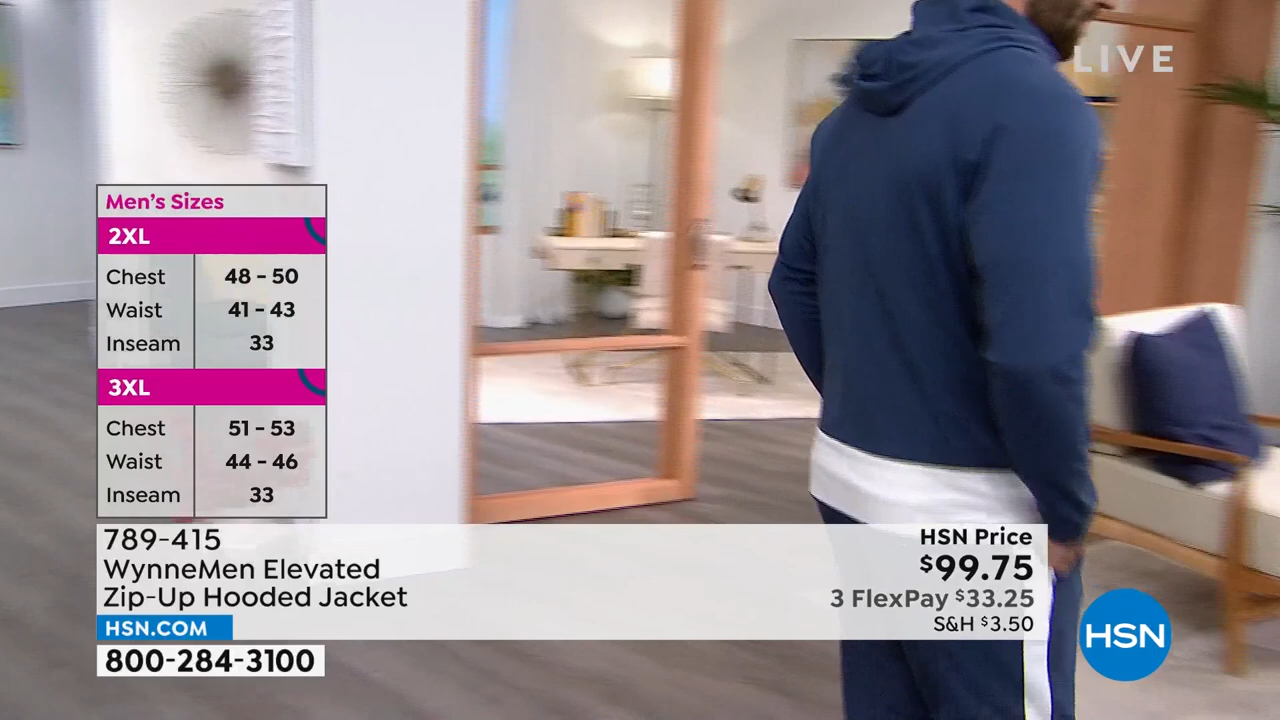 LIVE
Men's Sizes
2XL
Chest 48 - 50
Waist 41 - 43
Inseam 33
3XL
Chest 51 - 53
Waist 44 - 46
Inseam 33
789-415
WynneMen Elevated
Zip-Up Hooded Jacket
HSN.COM
800-284-3100
HSN Price
$99.75
3 FlexPay $33.25
S&H $3.50
HSN